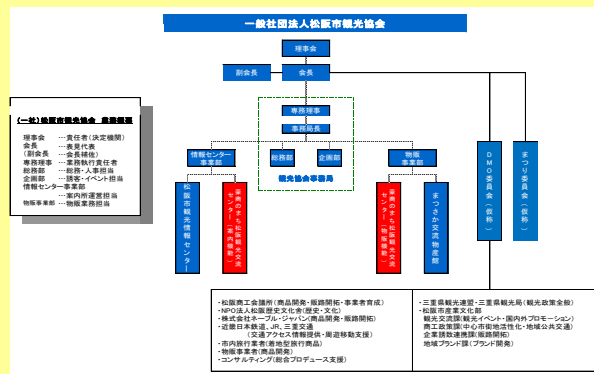 一般社団法人松阪市観光協会
理事会
副会長
会長
専務理事
事務局長
情報センター
事業部
総務部
企画部
物販
事業部
観光協会事務局
DMO委員会(仮称)
まつり委員会(仮称)
松阪市観光情報センター
豪商のまち松阪観光交流
センター(案内機能)
豪商のまち松阪観光交流
センター(物販機能)
まつさか交流物産館
(一社)松阪市観光協会 業務概要
理事会 …責任者(決定機関)
会長 …表見代表
(副会長 …会長補佐)
専務理事 …業務執行責任者
総務部 …総務・人事担当
企画部 …誘客・イベント担当
情報センター事業部
…案内所運営担当
物販事業部 …物販業務担当
・松阪商工会議所(商品開発・販路開拓・事業者育成)
・NPO法人松阪歴史文化舎(歴史・文化)
・株式会社ネーブル・ジャパン(商品開発・販路開拓)
・近畿日本鉄道、JR、三重交通
(交通アクセス情報提供・周遊移動支援)
・市内旅行業者(着地型旅行商品)
・物販事業者(商品開発)
・コンサルティング(総合プロデュース支援)
・三重県観光連盟・三重県観光局(観光政策全般)
・松阪市産業文化部
観光交流課(観光イベント・国内外プロモーション)
商工政策課(中心市街地活性化・地域公共交通)
企業誘致連携課(販路開拓)
地域ブランド課(ブランド開発)